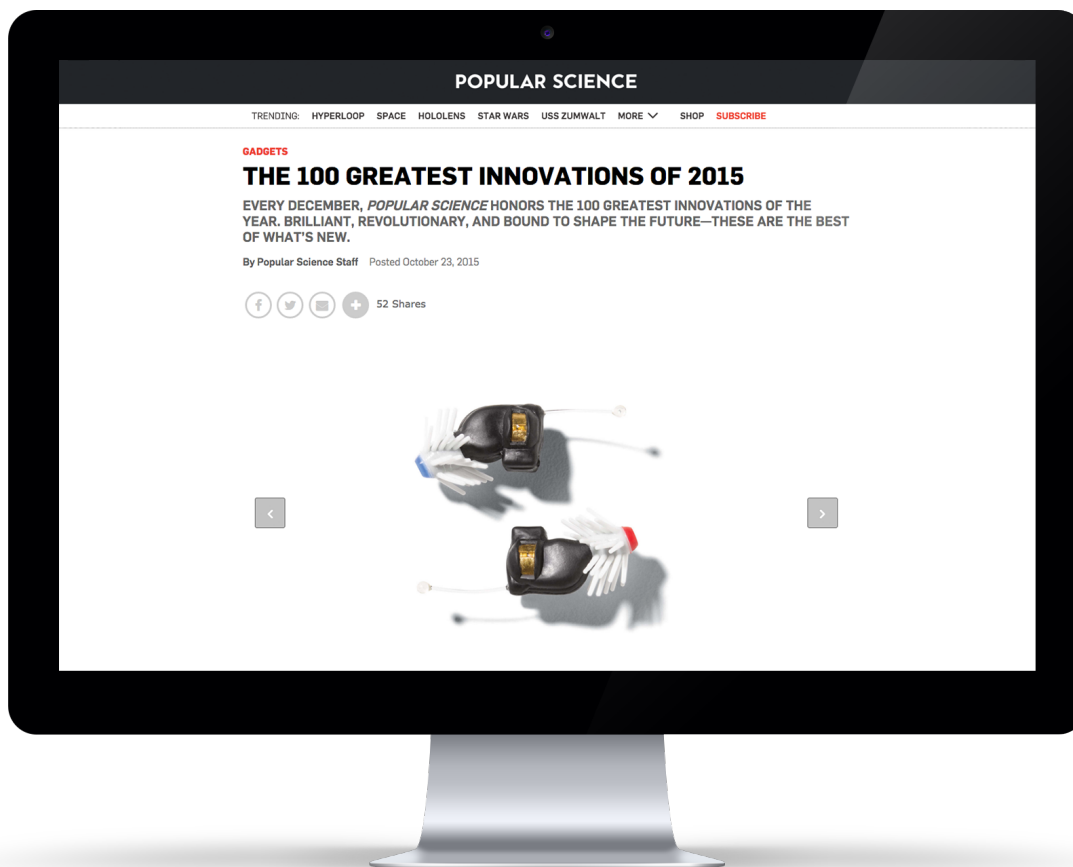 POPULAR SCIENCE
TRENDING: HYPERLOOP SPACE HOLOLENS STAR WARS USS ZUMWALT MORE SHOP SUBSCRIBE
GADGETS
THE 100 GREATEST INNOVATIONS OF 2015
EVERY DECEMBER, POPULAR SCIENCE HONORS THE 100 GREATEST INNOVATIONS OF THE
YEAR. BRILLIANT, REVOLUTIONARY, AND BOUND TO SHAPE THE FUTURE—THESE ARE THE BEST
OF WHAT'S NEW.
By Popular Science Staff Posted October 23, 2015
52 Shares